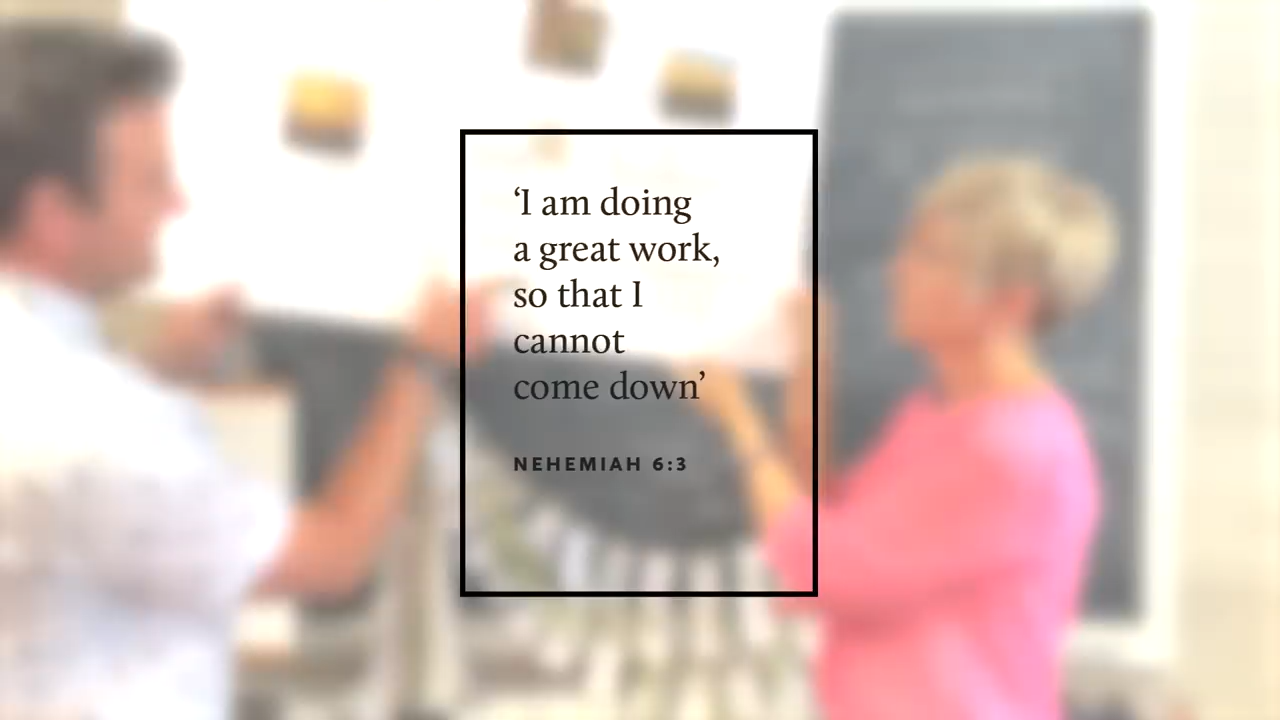 ‘I am doing
a great work,
so that I
cannot
come down’
NEHEMIAH 6:3